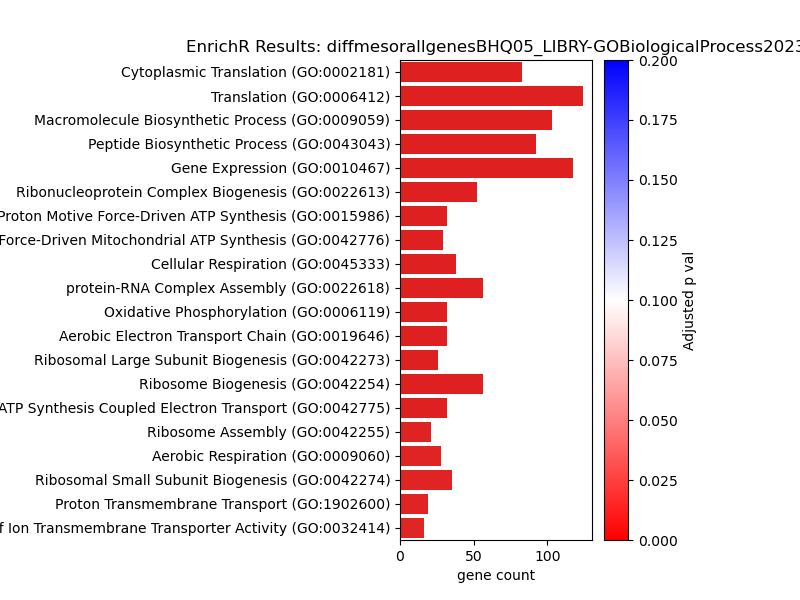 EnrichR Results: diffmesorallgenesBHQ05_LIBRY-GOBiologicalProcess2023
Cytoplasmic Translation (GO:0002181)
Translation (GO:0006412)
Macromolecule Biosynthetic Process (GO:0009059)
Peptide Biosynthetic Process (GO:0043043)
Gene Expression (GO:0010467)
Ribonucleoprotein Complex Biogenesis (GO:0022613)
Proton Motive Force-Driven ATP Synthesis (GO:0015986)
Force-Driven Mitochondrial ATP Synthesis (GO:0042776)
Cellular Respiration (GO:0045333)
protein-RNA Complex Assembly (GO:0022618)
Oxidative Phosphorylation (GO:0006119)
Aerobic Electron Transport Chain (GO:0019646)
Ribosomal Large Subunit Biogenesis (GO:0042273)
Ribosome Biogenesis (GO:0042254)
ATP Synthesis Coupled Electron Transport (GO:0042775)
Ribosome Assembly (GO:0042255)
Aerobic Respiration (GO:0009060)
Ribosomal Small Subunit Biogenesis (GO:0042274)
Proton Transmembrane Transport (GO:1902600)
Ion Transmembrane Transporter Activity (GO:0032414)
0 50 100
gene count
0.200
0.175
0.150
0.125
0.100
0.075
0.050
0.025
0.000
Adjusted p val